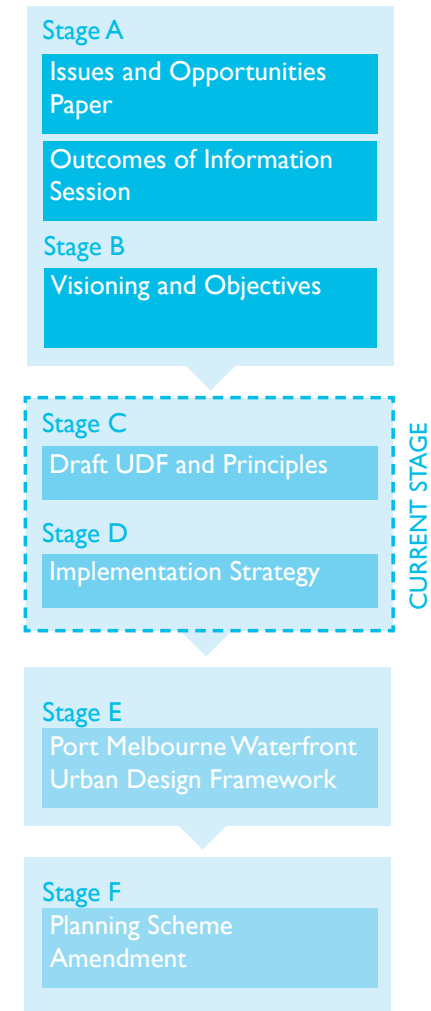 Stage A
Issues and Opportunities
Paper
Outcomes of Information
Session
Stage B
Visioning and Objectives
Stage C
Draft UDF and Principles
Stage D
Implementation Strategy
CURRENT STAGE
Stage E
Port Melbourne Waterfront
Urban Design Framework
Stage F
Planning Scheme
Amendment